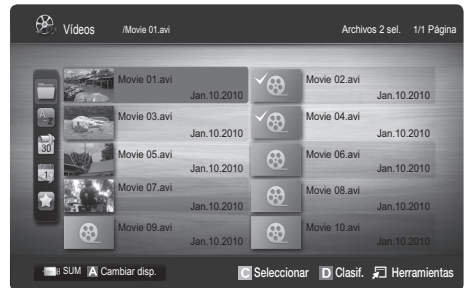 Vídeos /Movie 01.avi Archivos 2 sel. 1/1 Página
Movie 01.avi Movie 02.avi
Jan.10.2010 Jan.10.2010
Movie 03.avi Movie 04.avi
Jan.10.2010 Jan.10.2010
Movie 05.avi Movie 06.avi
Jan.10.2010 Jan.10.2010
Movie 07.avi Movie 08.avi
Jan.10.2010 Jan.10.2010
Movie 09.avi Movie 10.avi
Jan.10.2010 Jan.10.2010
SUM A Cambiar disp. C Seleccionar D Clasif. Herramientas